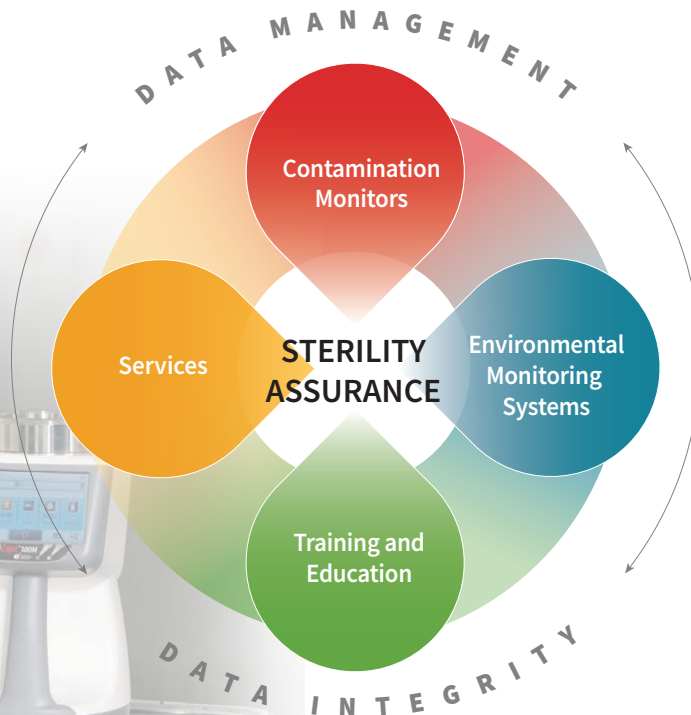 DATA MANAGEMENT
Contamination
Monitors
Services
STERILITY
ASSURANCE
Environmental
Monitoring
Systems
Training and
Education
DATA INTEGRITY